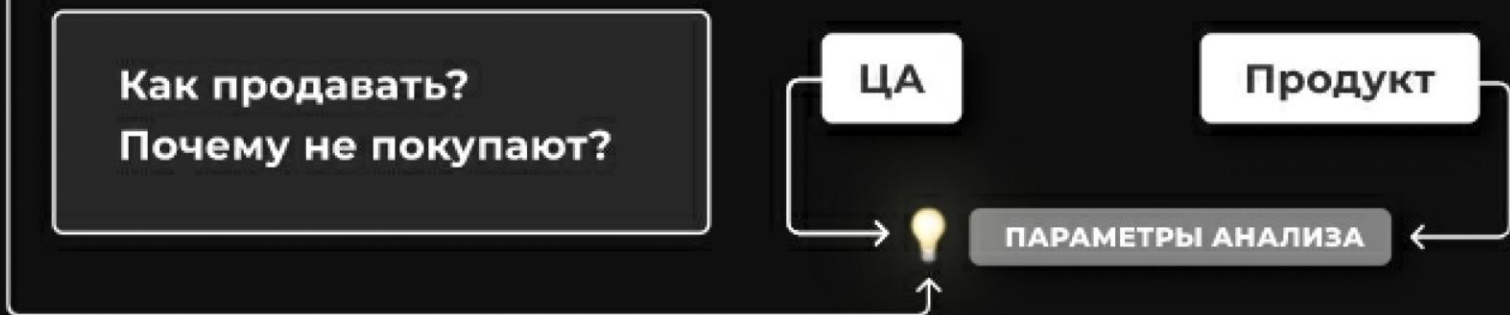 Как продавать?
Почему не покупают?
ЦА
Продукт
ПАРАМЕТРЫ АНАЛИЗА